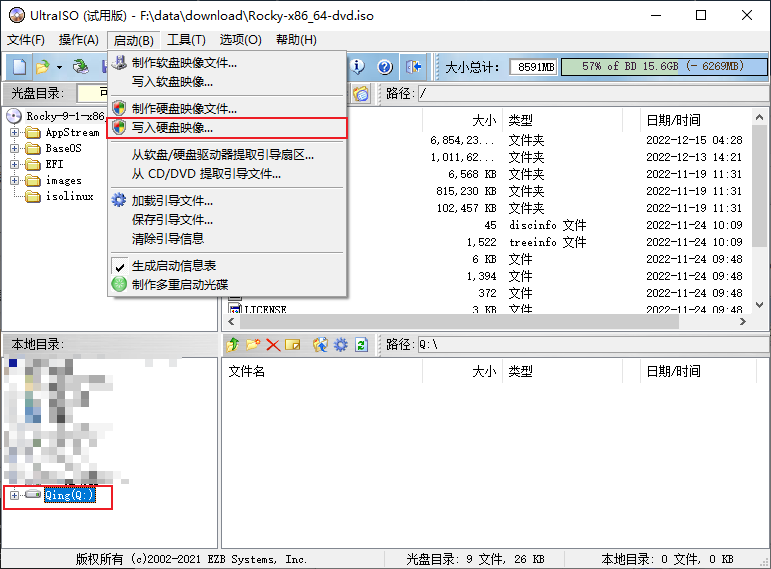 UltraISO (试用版) - F:\data\download\Rocky-x86_64-dvd.iso
文件(F) 操作(A) 启动(B) 工具(T) 选项(O) 帮助(H)
大小总计: 8591MB 57% of BD 15.6GB (- 6269MB)
光盘目录: 可 路径: /
制作软盘映像文件...
写入软盘映像...
制作硬盘映像文件...
写入硬盘映像...
从软盘/硬盘驱动器提取引导扇区...
从 CD/DVD 提取引导文件...
加载引导文件...
保存引导文件...
清除引导信息
生成启动信息表
制作多重启动光碟
Rocky-9-1-x86
AppStream
BaseOS
EFI
images
isolinux
大小 类型 日期/时间
6,854,23... 文件夹 2022-12-15 04:28
1,011,62... 文件夹 2022-12-13 14:21
6,568 KB 文件夹 2022-11-19 11:31
815,230 KB 文件夹 2022-11-19 11:31
102,457 KB 文件夹 2022-11-19 11:31
45 discinfo 文件 2022-11-24 10:09
1,522 treeinfo 文件 2022-11-24 10:09
6 KB 文件 2022-11-24 09:48
1,394 文件 2022-11-24 09:48
372 文件 2022-11-24 09:48
LICENSE 3 KB 文件 2022-11-24 09:48
本地目录: 路径: Q:\
文件名 大小 类型 日期/时间
Qing(Q:)
版权所有 (c)2002-2021 EZB Systems, Inc. 光盘目录: 9 文件, 26 KB 本地目录: 0 文件, 0 KB